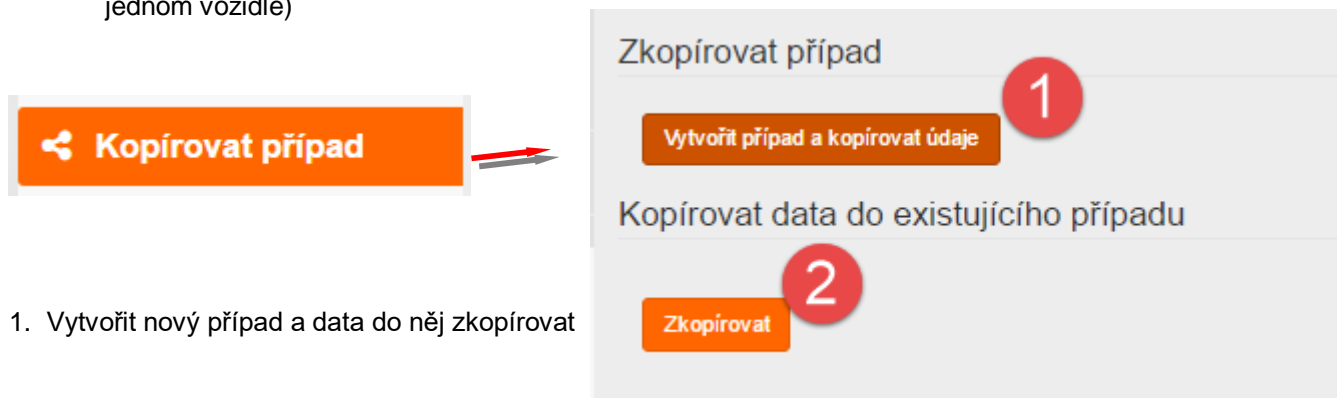 jednom vozidle)
Kopírovat případ
1. Vytvořit nový případ a data do něj zkopírovat
Zkopírovat případ
1
Vytvořit případ a kopírovat údaje
Kopírovat data do existujícího případu
2
Zkopírovat